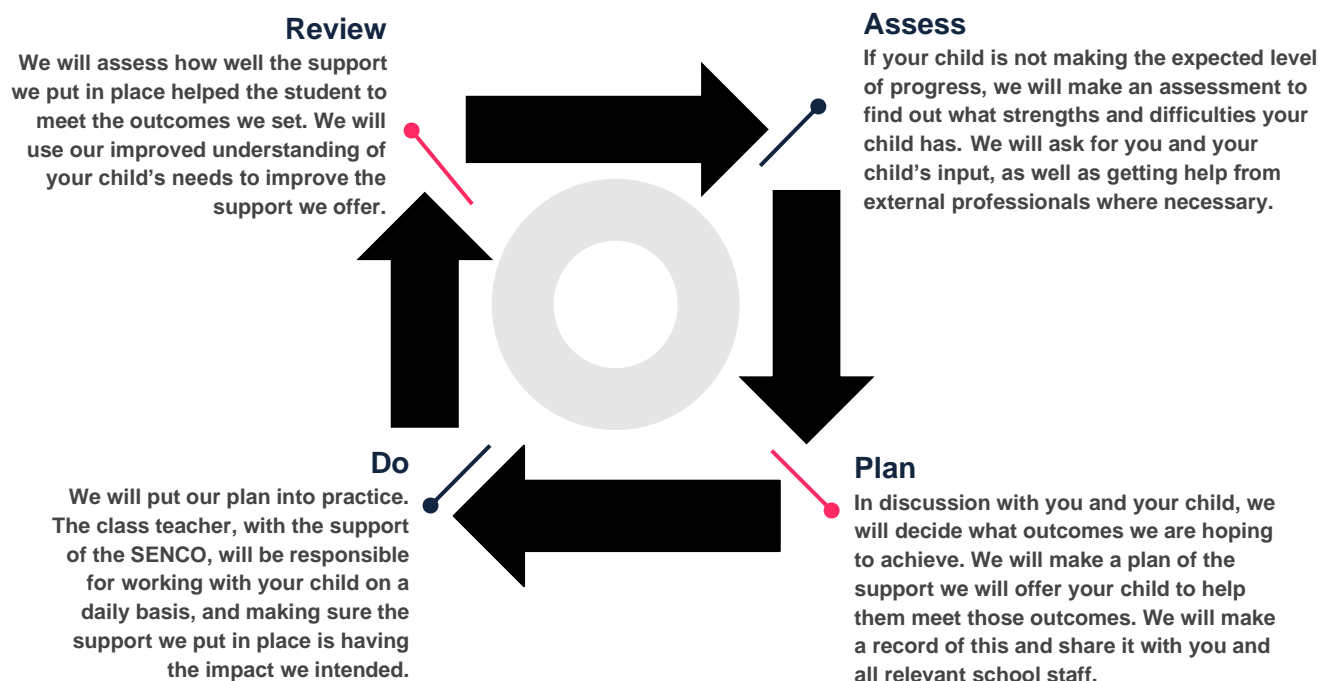 Review
We will assess how well the support
we put in place helped the student to
meet the outcomes we set. We will
use our improved understanding of
your child’s needs to improve the
support we offer.
Assess
If your child is not making the expected level
of progress, we will make an assessment to
find out what strengths and difficulties your
child has. We will ask for you and your
child’s input, as well as getting help from
external professionals where necessary.
Do
We will put our plan into practice.
The class teacher, with the support
of the SENCO, will be responsible
for working with your child on a
daily basis, and making sure the
support we put in place is having
the impact we intended.
Plan
In discussion with you and your child, we
will decide what outcomes we are hoping
to achieve. We will make a plan of the
support we will offer your child to help
them meet those outcomes. We will make
a record of this and share it with you and
all relevant school staff.